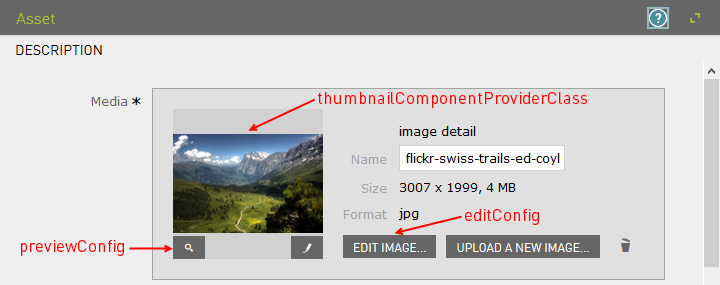 Asset
?
DESCRIPTION
Media *
thumbnailComponentProviderClass
image detail
Name flickr-swiss-trails-ed-coyl
Size 3007 x 1999, 4 MB
Format jpg
editConfig
previewConfig
EDIT IMAGE... UPLOAD A NEW IMAGE...